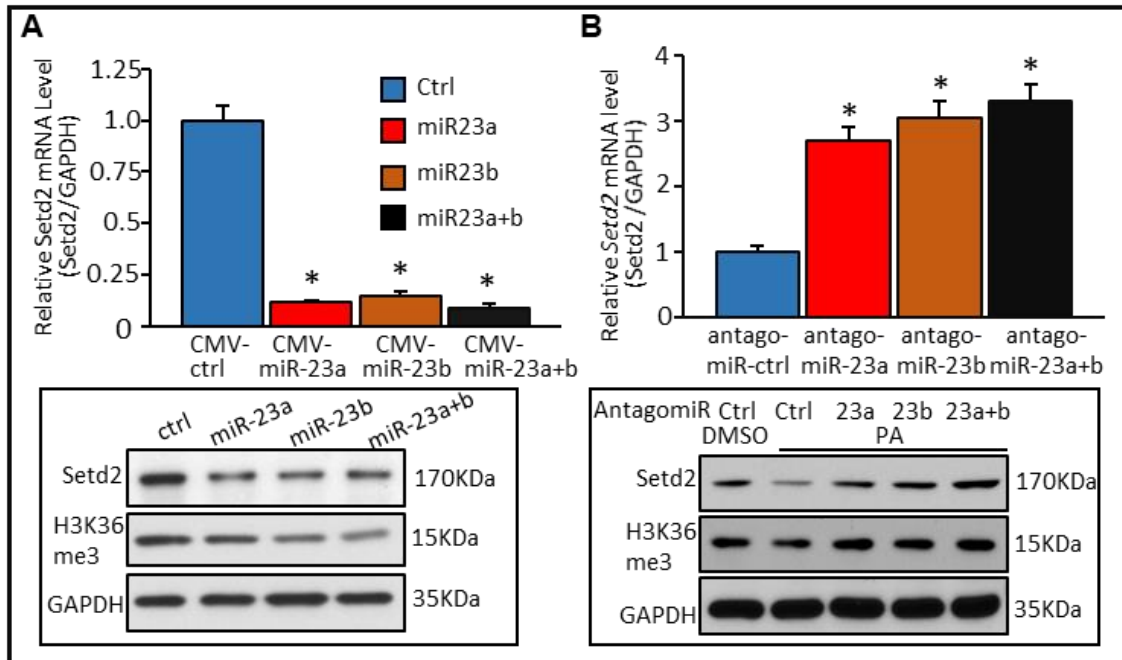 A
Relative Setd2 mRNA Level
(Setd2/GAPDH)
1.25
1.0
0.75
0.5
0.25
0
Ctrl
miR23a
miR23b
miR23a+b
*
*
*
CMV-
ctrl
CMV-
miR-23a
CMV-
miR-23b
CMV-
miR-23a+b
ctrl
miR-23a
miR-23b
miR-23a+b
Setd2
170KDa
H3K36
me3
15KDa
GAPDH
35KDa
B
Relative Setd2 mRNA level
(Setd2 /GAPDH)
4
3
2
1
0
*
*
*
antago-
miR-ctrl
antago-
miR-23a
antago-
miR-23b
antago-
miR-23a+b
AntagomiR Ctrl Ctrl 23a 23b 23a+b
DMSO PA
Setd2
170KDa
H3K36
me3
15KDa
GAPDH
35KDa